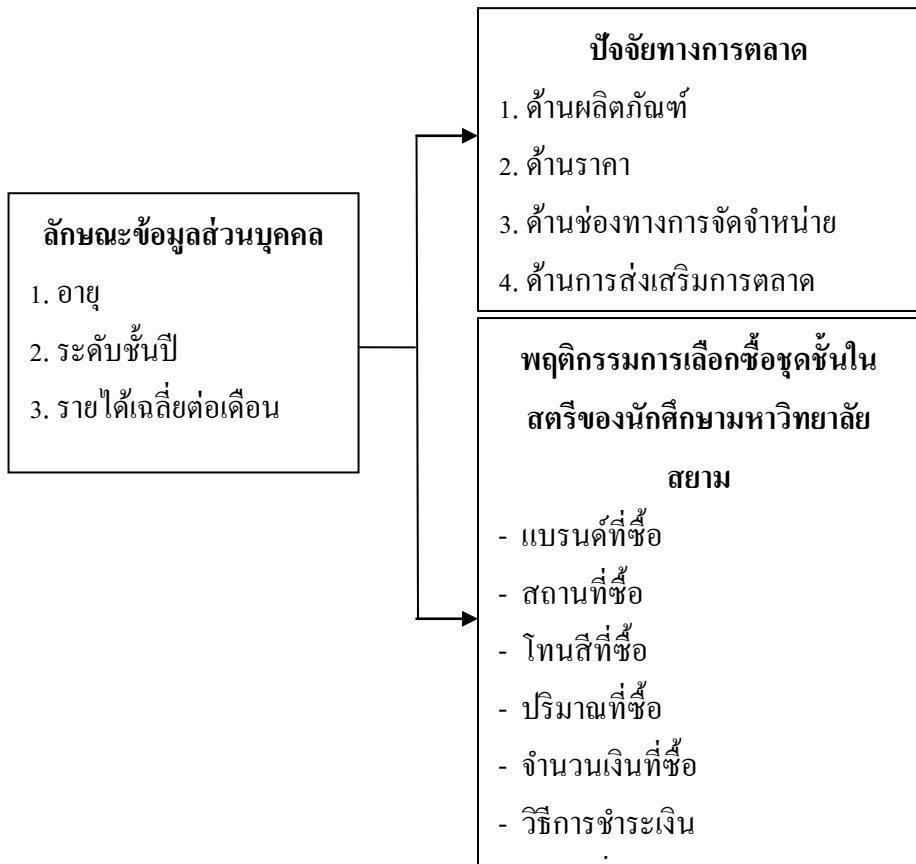 ลักษณะข้อมูลส่วนบุคคล
1. อายุ
2. ระดับชั้นปี
3. รายได้เฉลี่ยต่อเดือน
ปัจจัยทางการตลาด
1. ด้านผลิตภัณฑ์
2. ด้านราคา
3. ด้านช่องทางการจัดจำหน่าย
4. ด้านการส่งเสริมการตลาด
พฤติกรรมการเลือกซื้อชุดชั้นใน
สตรีของนักศึกษามหาวิทยาลัย
สยาม
- แบรนด์ที่ซื้อ
- สถานที่ซื้อ
- โทนสีที่ซื้อ
- ปริมาณที่ซื้อ
- จำนวนเงินที่ซื้อ
- วิธีการชำระเงิน